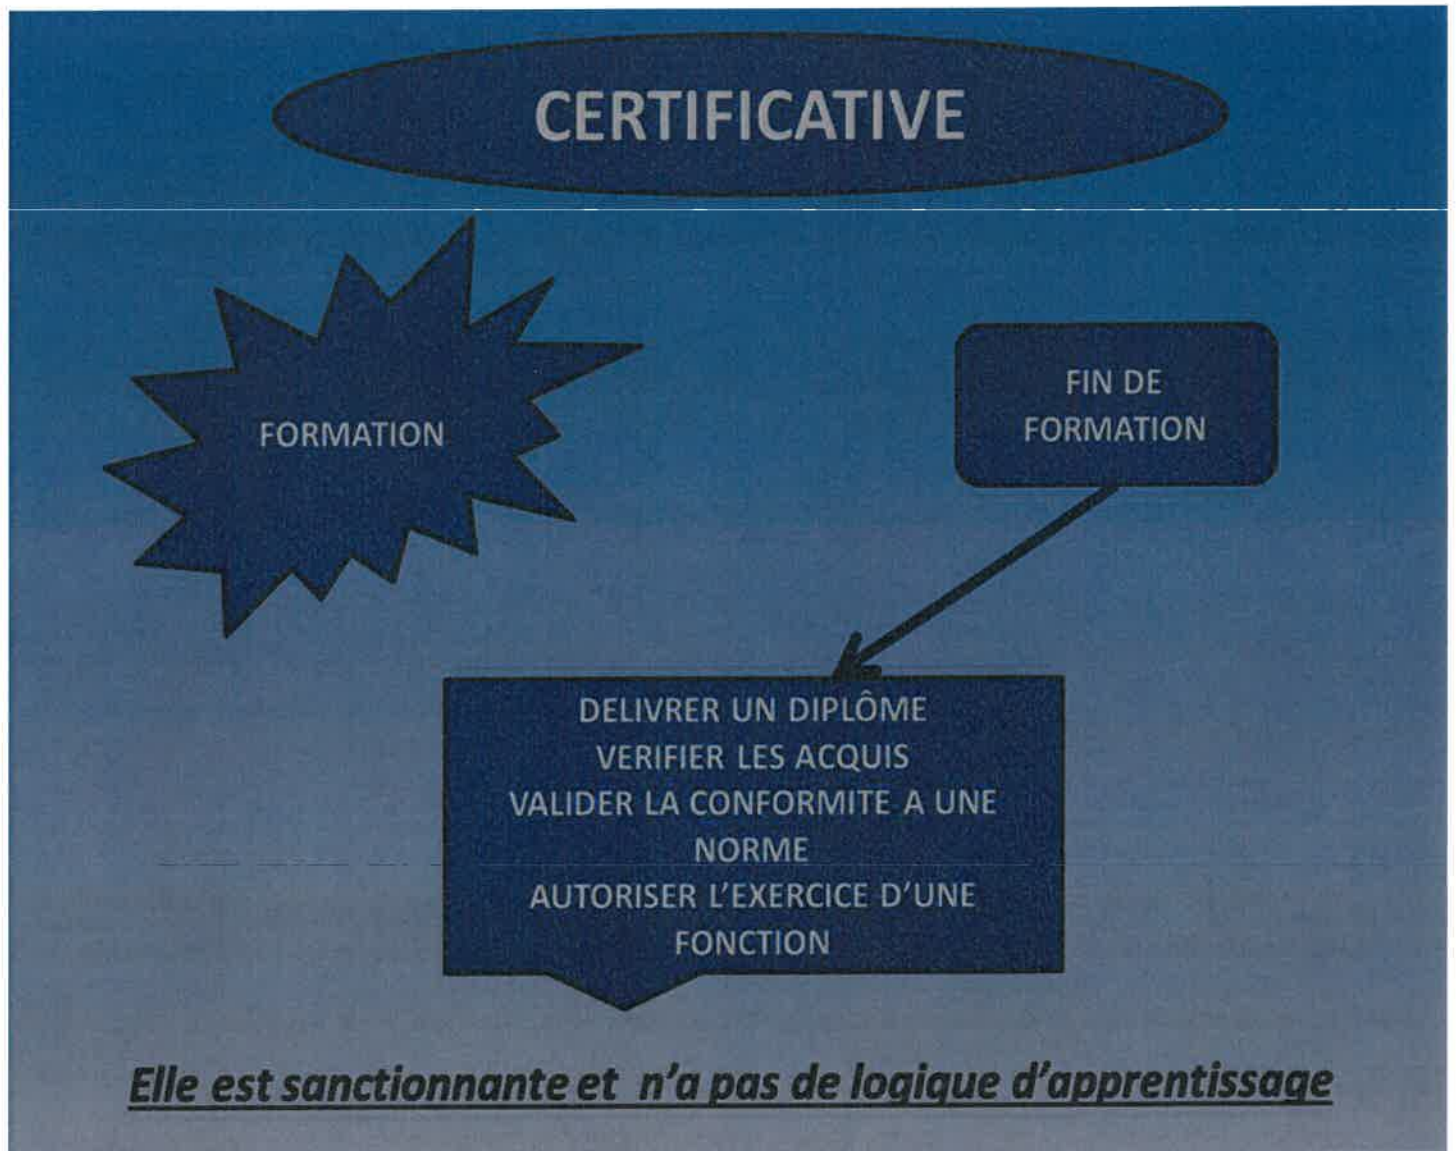 CERTIFICATIVE
FORMATION
FIN DE
FORMATION
DELIVRER UN DIPLÔME
VERIFIER LES ACQUIS
VALIDER LA CONFORMITE A UNE
NORME
AUTORISER L'EXERCICE D'UNE
FONCTION
Elle est sanctionnante et n'a pas de logique d'apprentissage